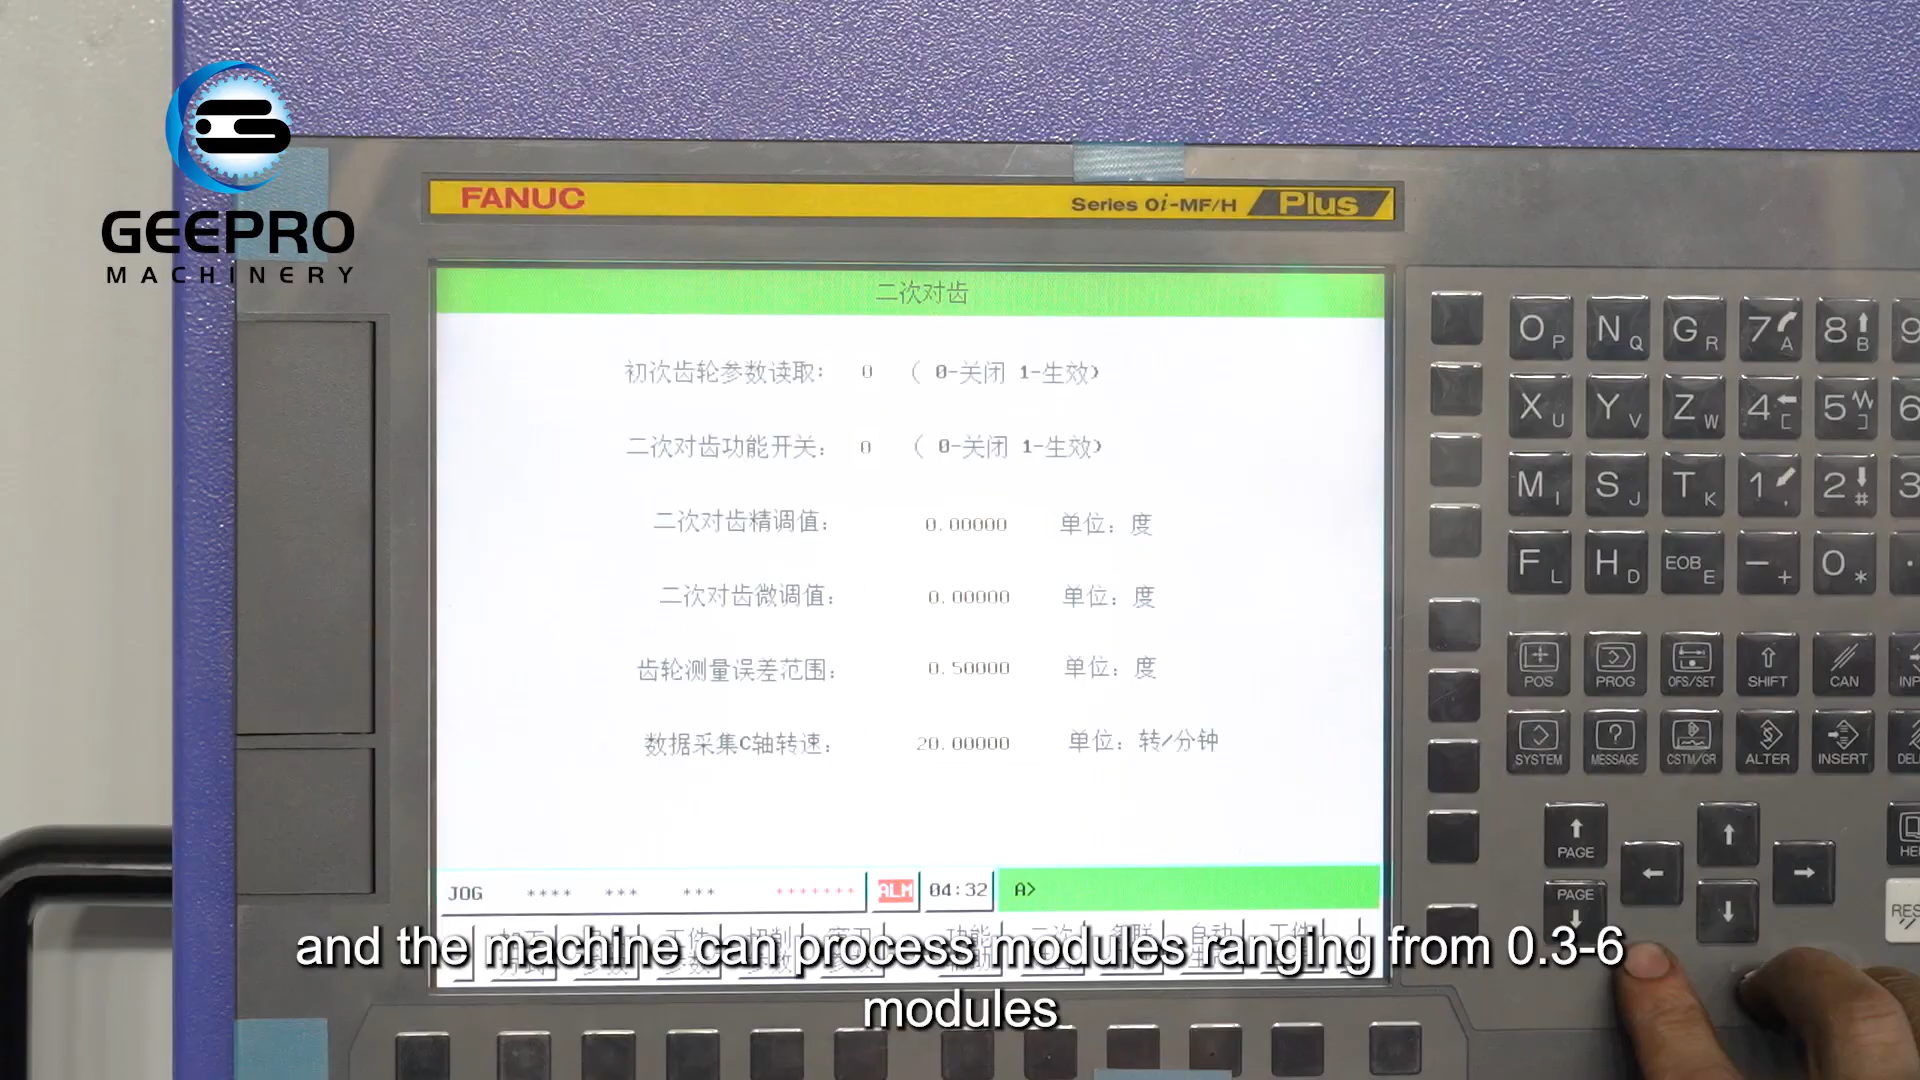 GEEPRO
MACHINERY
FANUC
Series 0i-MF/H Plus
二次对齿
初次齿轮参数读取: 0 ( 0-关闭 1-生效)
二次对齿功能开关: 0 ( 0-关闭 1-生效)
二次对齿精调值: 0.00000 单位: 度
二次对齿微调值: 0.00000 单位: 度
齿轮测量误差范围: 0.50000 单位: 度
数据采集C轴转速: 20.00000 单位: 转/分钟
JOG **** *** *** ******* ALM 04:32 A>
and the machine can process modules ranging from 0.3-6
modules
O P N Q G R 7 A 8 B 9
X U Y V Z W 4 [ 5 ] 6
M I S J T K 1 , 2 # 3
F L H D EOB E - + 0 * .
POS PROG OFS/SET SHIFT CAN
SYSTEM MESSAGE CSTM/GR ALTER INSERT
PAGE
PAGE